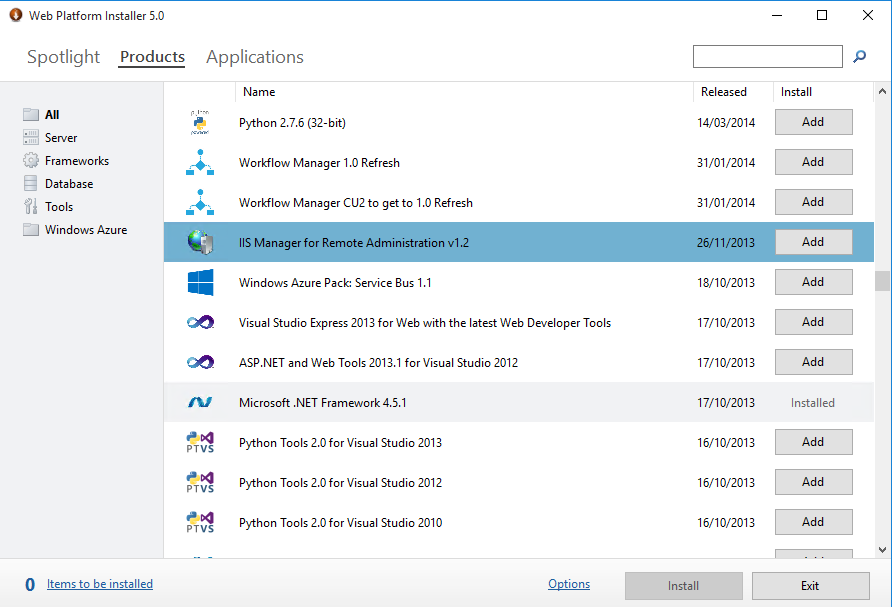 Web Platform Installer 5.0
Spotlight Products Applications
Name Released Install
All
Server
Frameworks
Database
Tools
Windows Azure
Python 2.7.6 (32-bit) 14/03/2014 Add
Workflow Manager 1.0 Refresh 31/01/2014 Add
Workflow Manager CU2 to get to 1.0 Refresh 31/01/2014 Add
IIS Manager for Remote Administration v1.2 26/11/2013 Add
Windows Azure Pack: Service Bus 1.1 18/10/2013 Add
Visual Studio Express 2013 for Web with the latest Web Developer Tools 17/10/2013 Add
ASP.NET and Web Tools 2013.1 for Visual Studio 2012 17/10/2013 Add
Microsoft .NET Framework 4.5.1 17/10/2013 Installed
PTVS Python Tools 2.0 for Visual Studio 2013 16/10/2013 Add
PTVS Python Tools 2.0 for Visual Studio 2012 16/10/2013 Add
PTVS Python Tools 2.0 for Visual Studio 2010 16/10/2013 Add
0 Items to be installed Options Install Exit